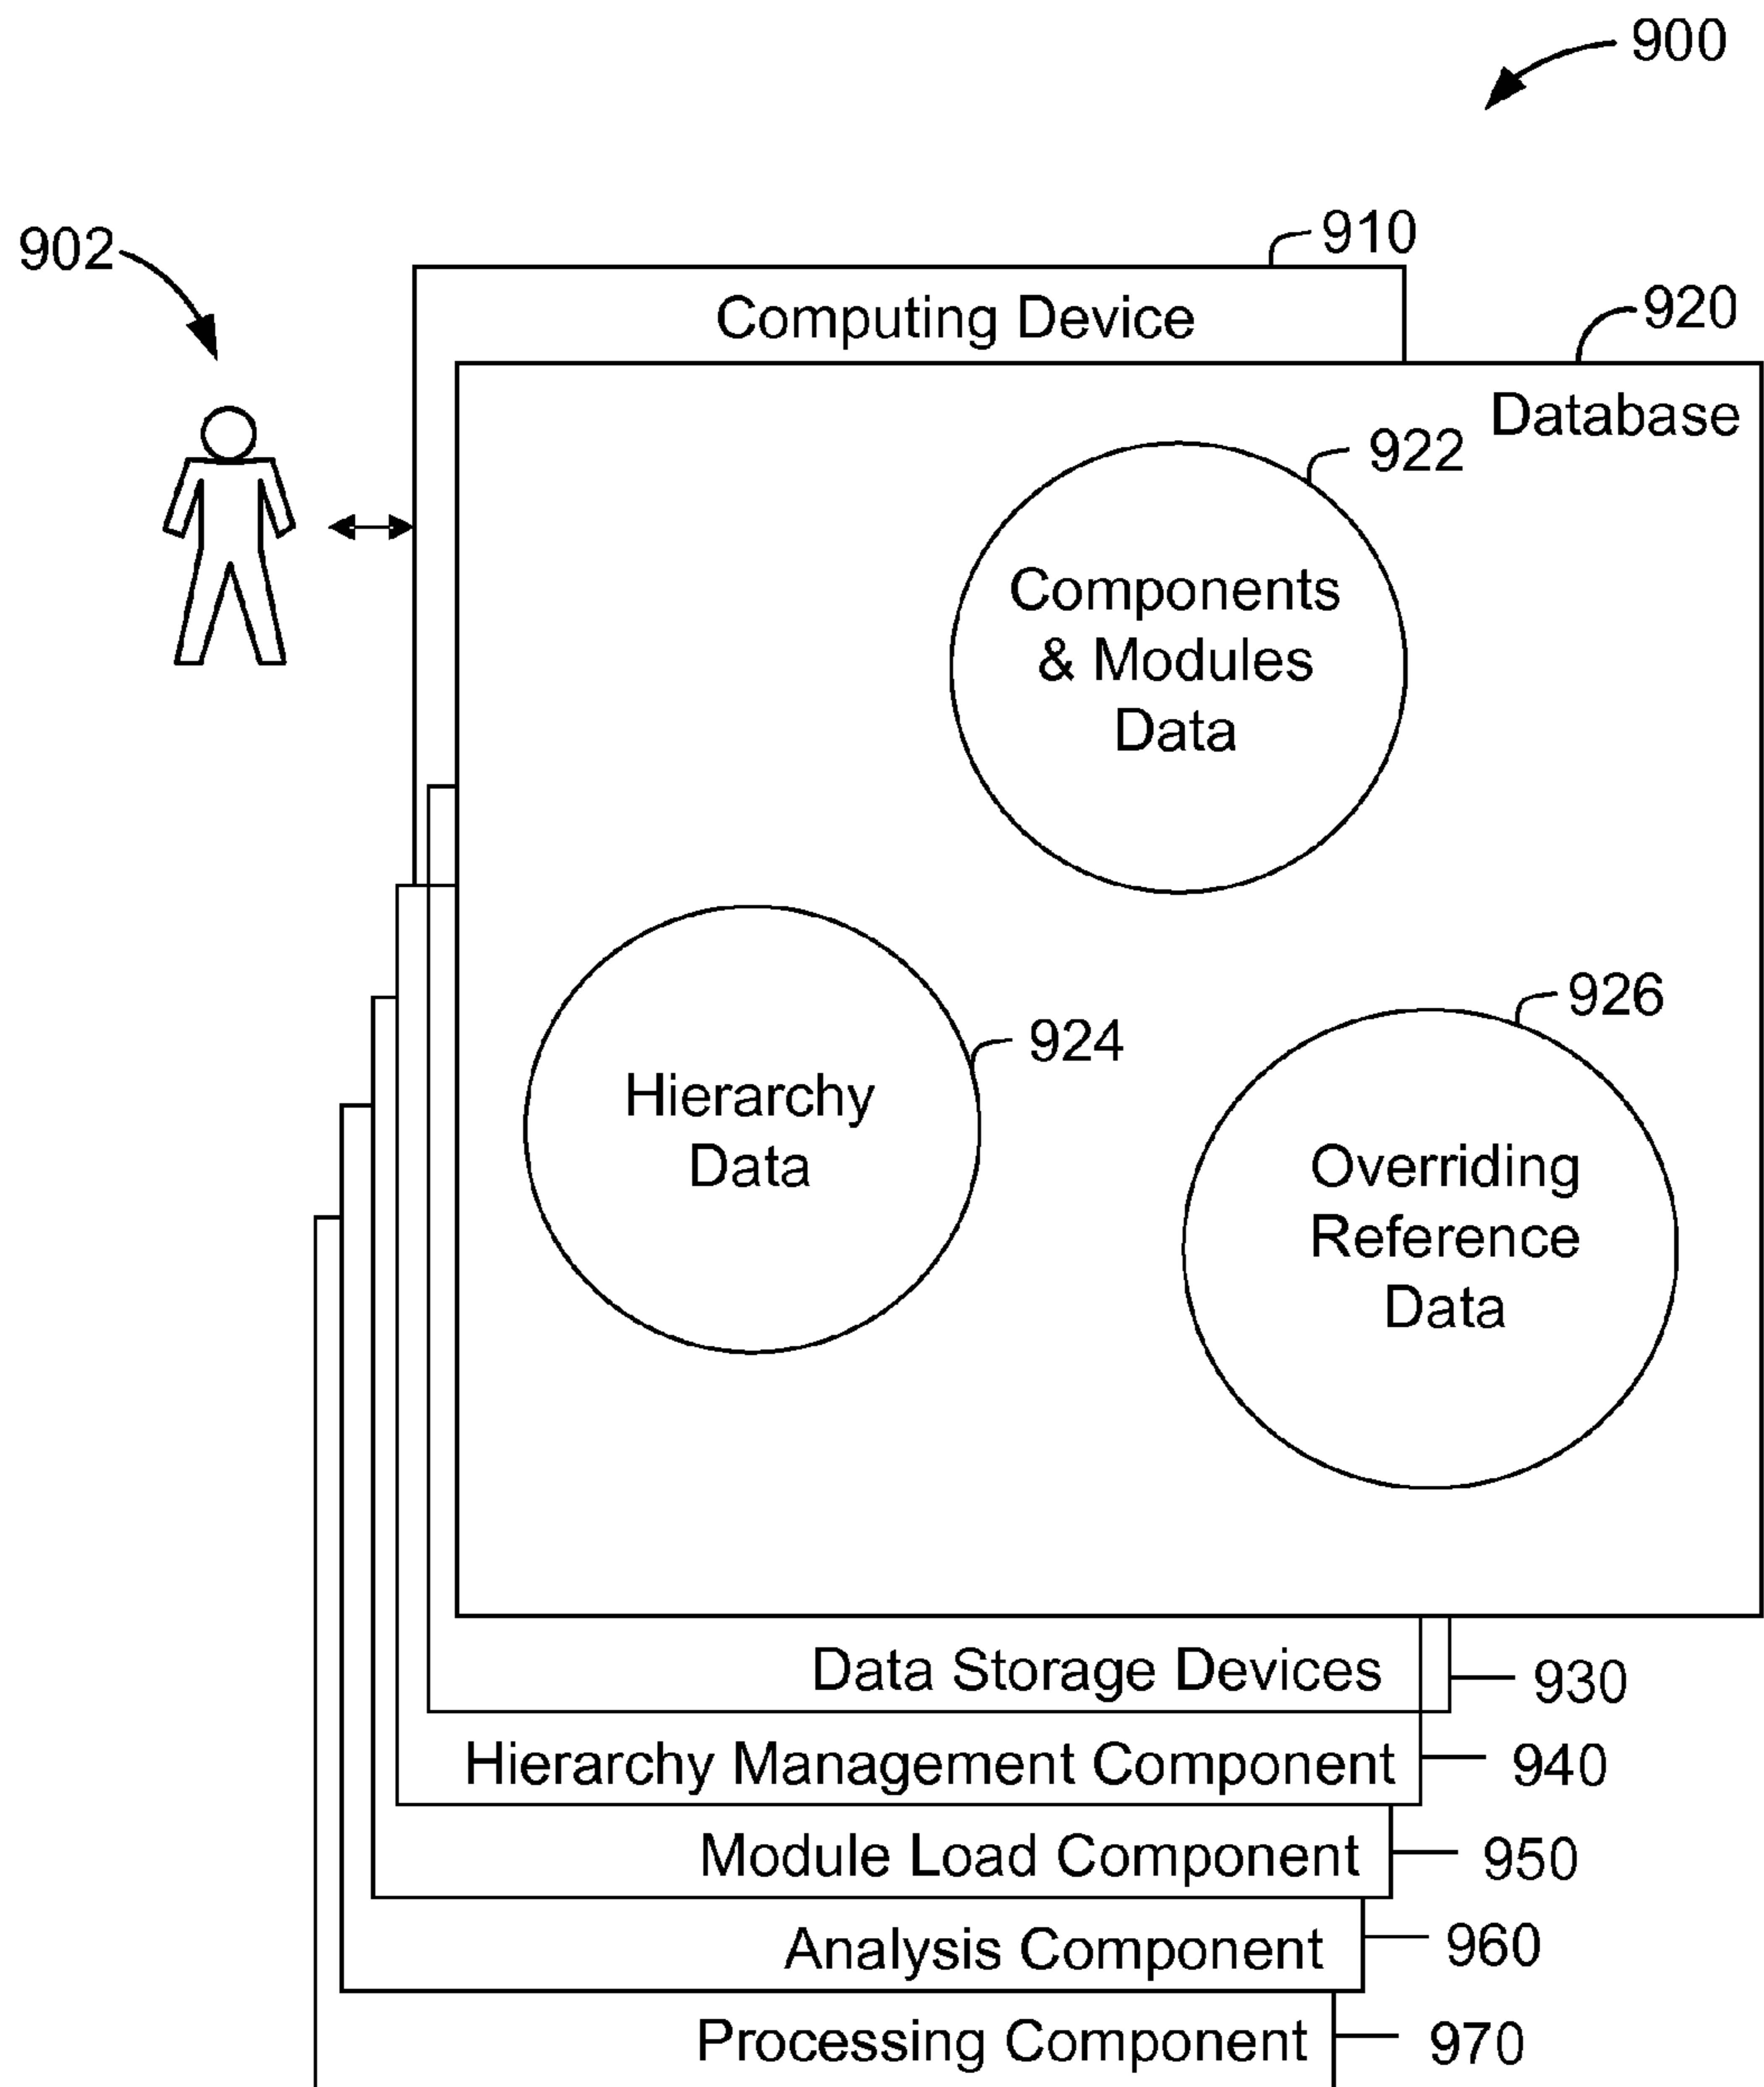 900
902
910
Computing Device
920
Database
922
Components
& Modules
Data
924
Hierarchy
Data
926
Overriding
Reference
Data
Data Storage Devices
930
Hierarchy Management Component
940
Module Load Component
950
Analysis Component
960
Processing Component
970